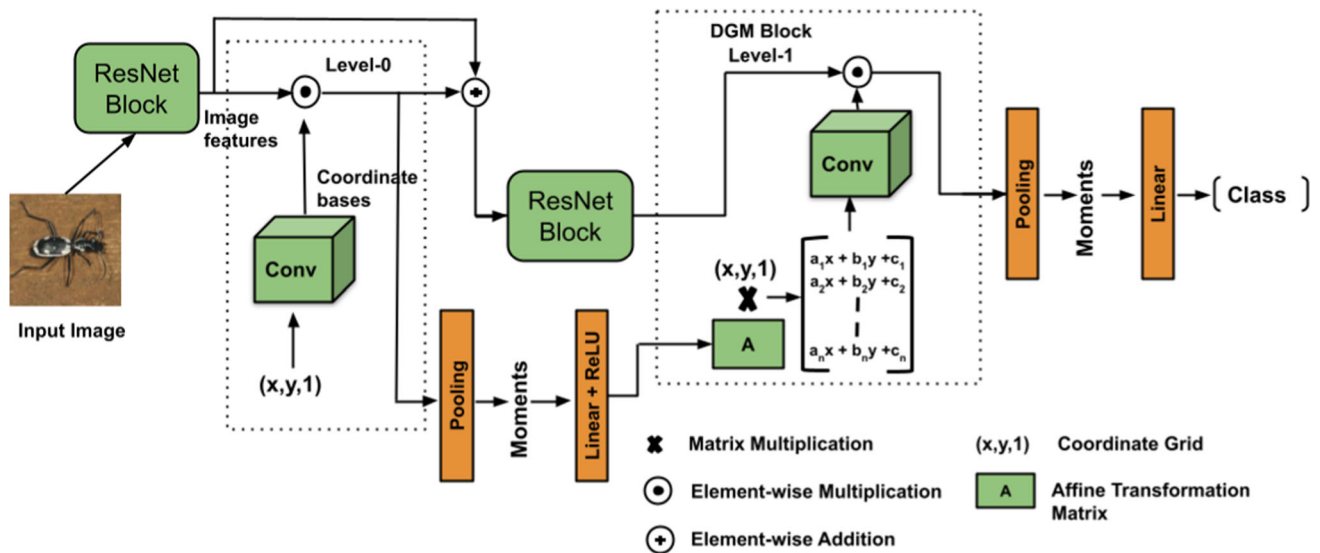 ResNet
Block
Image
features
Level-0
Coordinate
bases
Conv
(x,y,1)
Input Image
ResNet
Block
Pooling
Moments
Linear + ReLU
DGM Block
Level-1
Conv
(x,y,1)
A
a₁x + b₁y +c₁
a₂x + b₂y +c₂
aₙx + bₙy +cₙ
Pooling
Moments
Linear
Class
Matrix Multiplication
Element-wise Multiplication
Element-wise Addition
(x,y,1) Coordinate Grid
A Affine Transformation
Matrix